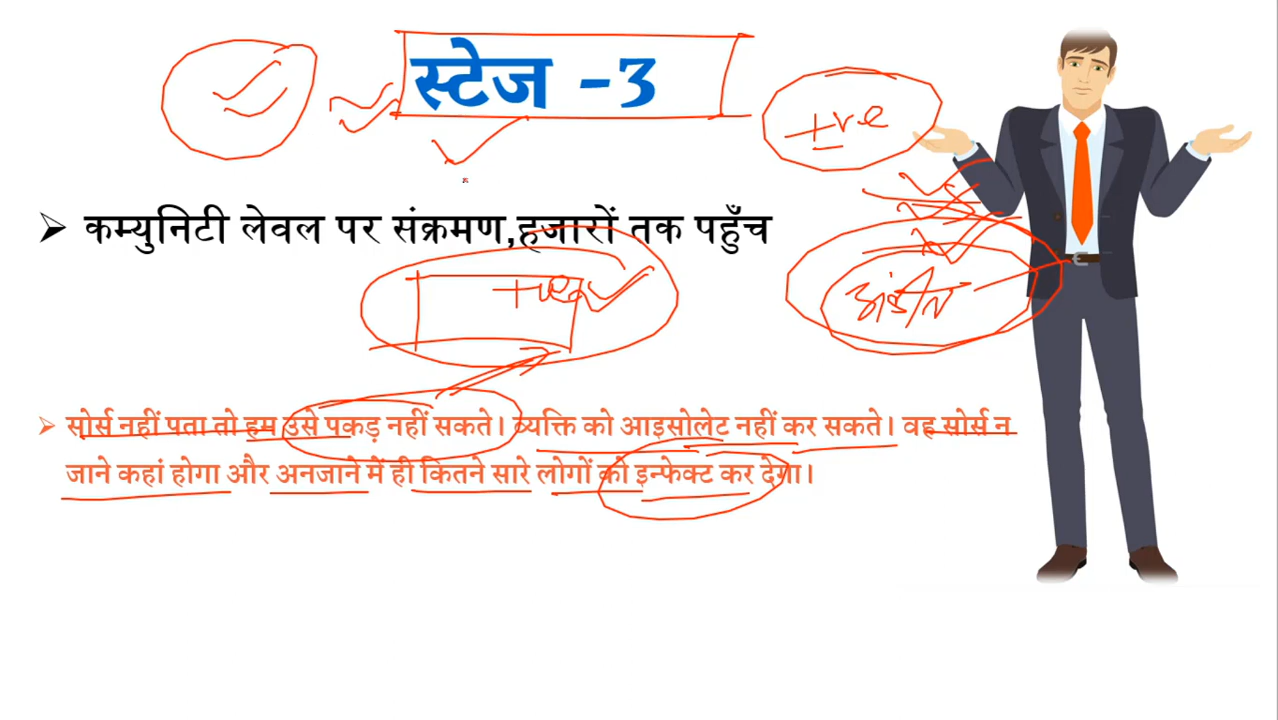 स्टेज -3
+ve
कम्युनिटी लेवल पर संक्रमण,हजारों तक पहुँच
+ve
सोर्स नहीं पता तो हम उसे पकड़ नहीं सकते। व्यक्ति को आइसोलेट नहीं कर सकते। वह सोर्स न
जाने कहां होगा और अनजाने में ही कितने सारे लोगों को इन्फेक्ट कर देगा।